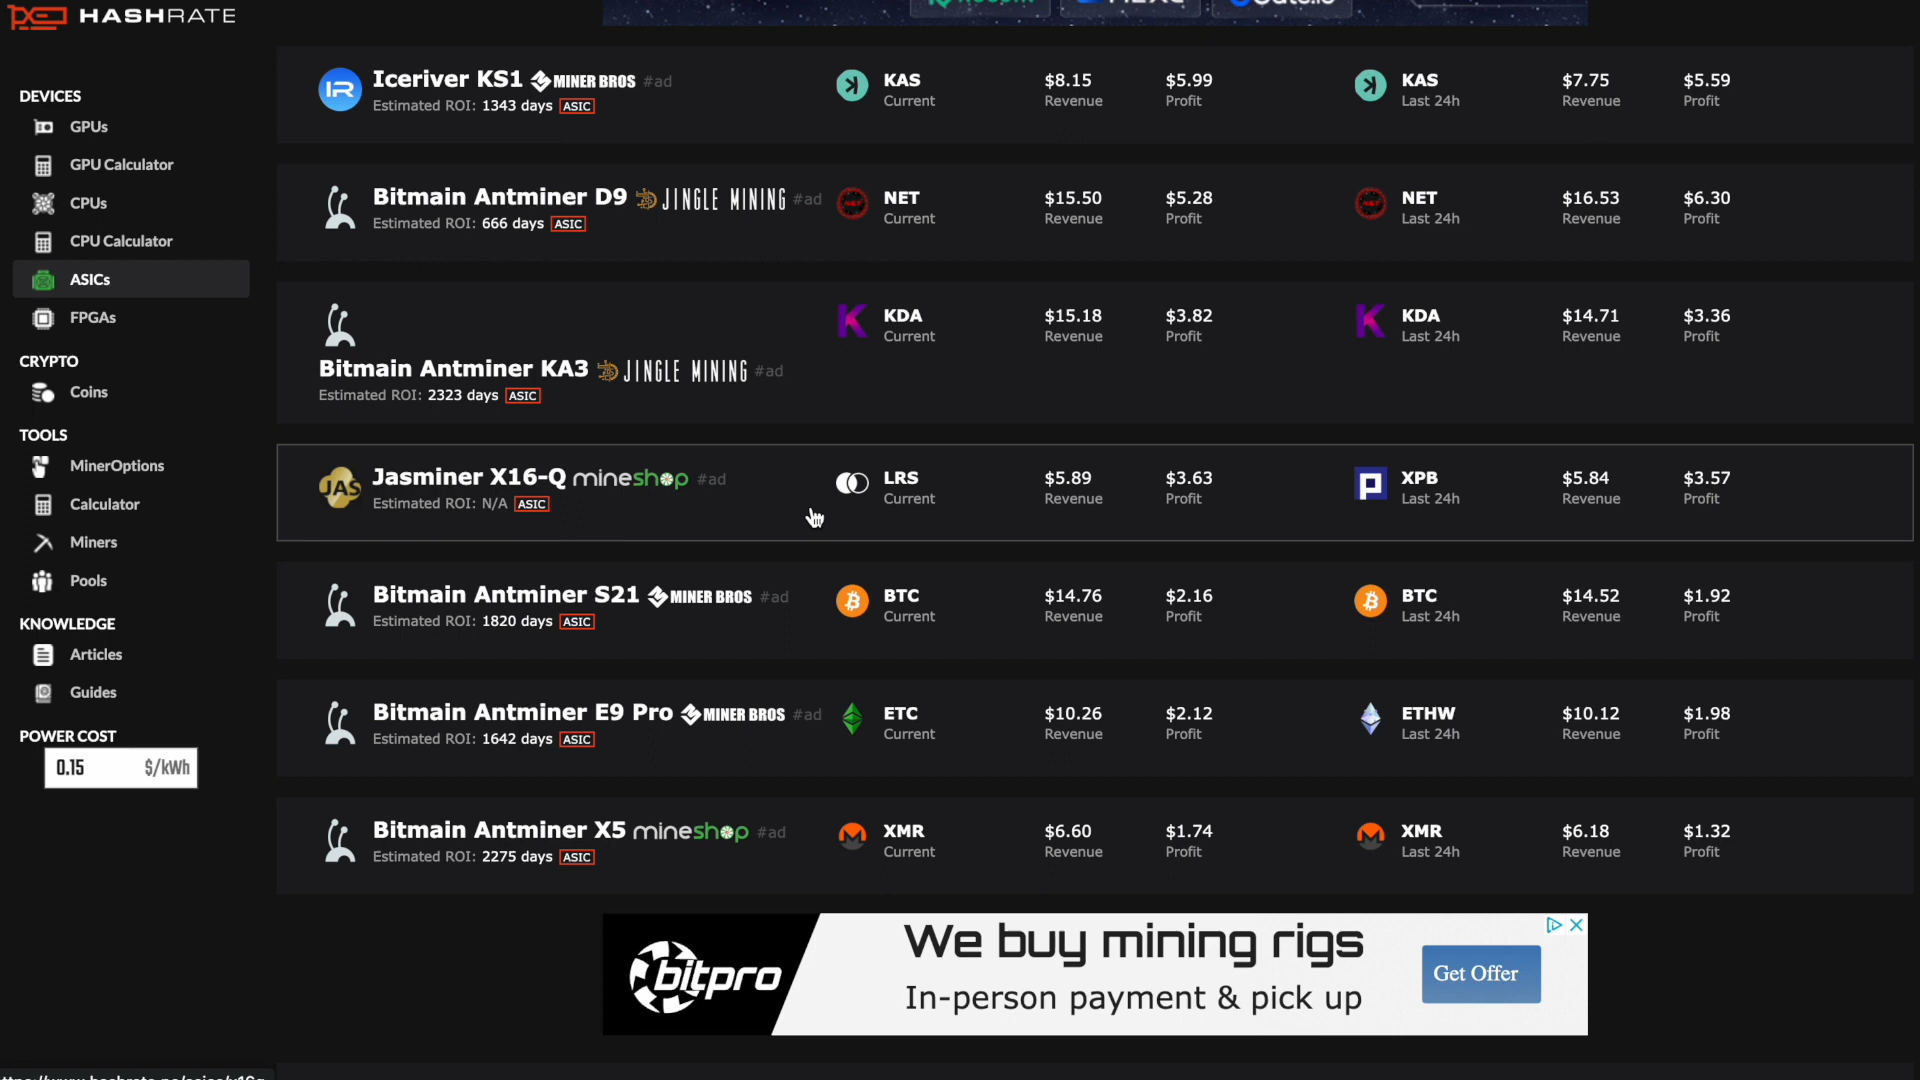 HASHRATE
DEVICES
GPUs
GPU Calculator
CPUs
CPU Calculator
ASICs
FPGAs
CRYPTO
Coins
TOOLS
MinerOptions
Calculator
Miners
Pools
KNOWLEDGE
Articles
Guides
POWER COST
0.15 $/kWh
IR Iceriver KS1 MINER BROS #ad
Estimated ROI: 1343 days ASIC
KAS $8.15 $5.99 KAS $7.75 $5.59
Current Revenue Profit Last 24h Revenue Profit
Bitmain Antminer D9 JINGLE MINING #ad
Estimated ROI: 666 days ASIC
NET $15.50 $5.28 NET $16.53 $6.30
Current Revenue Profit Last 24h Revenue Profit
KDA $15.18 $3.82 KDA $14.71 $3.36
Current Revenue Profit Last 24h Revenue Profit
Bitmain Antminer KA3 JINGLE MINING #ad
Estimated ROI: 2323 days ASIC
JAS Jasminer X16-Q mineshop #ad
Estimated ROI: N/A ASIC
LRS $5.89 $3.63 XPB $5.84 $3.57
Current Revenue Profit Last 24h Revenue Profit
Bitmain Antminer S21 MINER BROS #ad
Estimated ROI: 1820 days ASIC
BTC $14.76 $2.16 BTC $14.52 $1.92
Current Revenue Profit Last 24h Revenue Profit
Bitmain Antminer E9 Pro MINER BROS #ad
Estimated ROI: 1642 days ASIC
ETC $10.26 $2.12 ETHW $10.12 $1.98
Current Revenue Profit Last 24h Revenue Profit
Bitmain Antminer X5 mineshop #ad
Estimated ROI: 2275 days ASIC
XMR $6.60 $1.74 XMR $6.18 $1.32
Current Revenue Profit Last 24h Revenue Profit
bitpro
We buy mining rigs
In-person payment & pick up
Get Offer